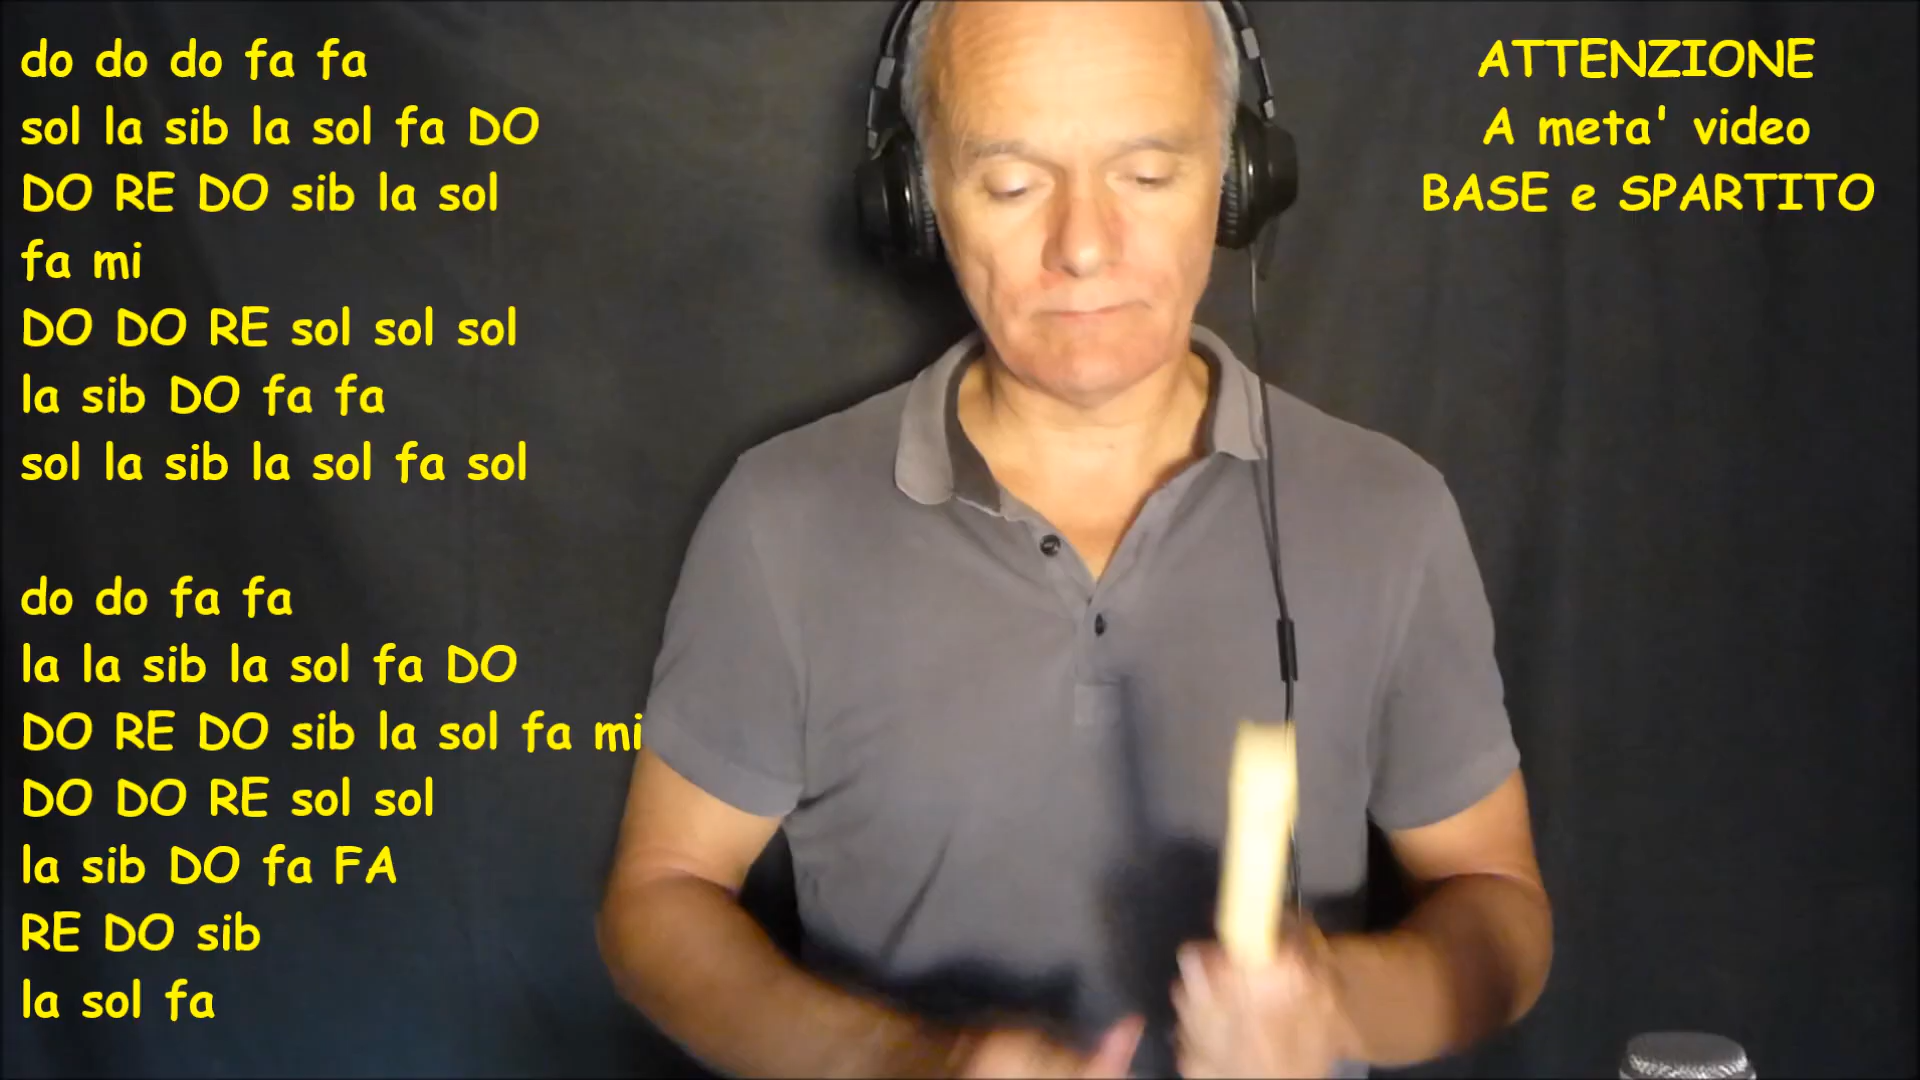 do do do fa fa
sol la sib la sol fa DO
DO RE DO sib la sol
fa mi
DO DO RE sol sol sol
la sib DO fa fa
sol la sib la sol fa sol
do do fa fa
la la sib la sol fa DO
DO RE DO sib la sol fa mi
DO DO RE sol sol
la sib DO fa FA
RE DO sib
la sol fa
ATTENZIONE
A meta' video
BASE e SPARTITO